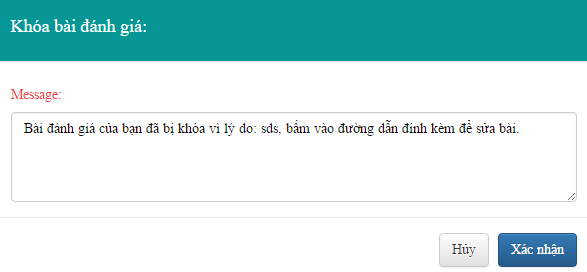 Khóa bài đánh giá:
Message:
Bài đánh giá của bạn đã bị khóa vì lý do: sds, bấm vào đường dẫn đính kèm để sửa bài.
Hủy
Xác nhận